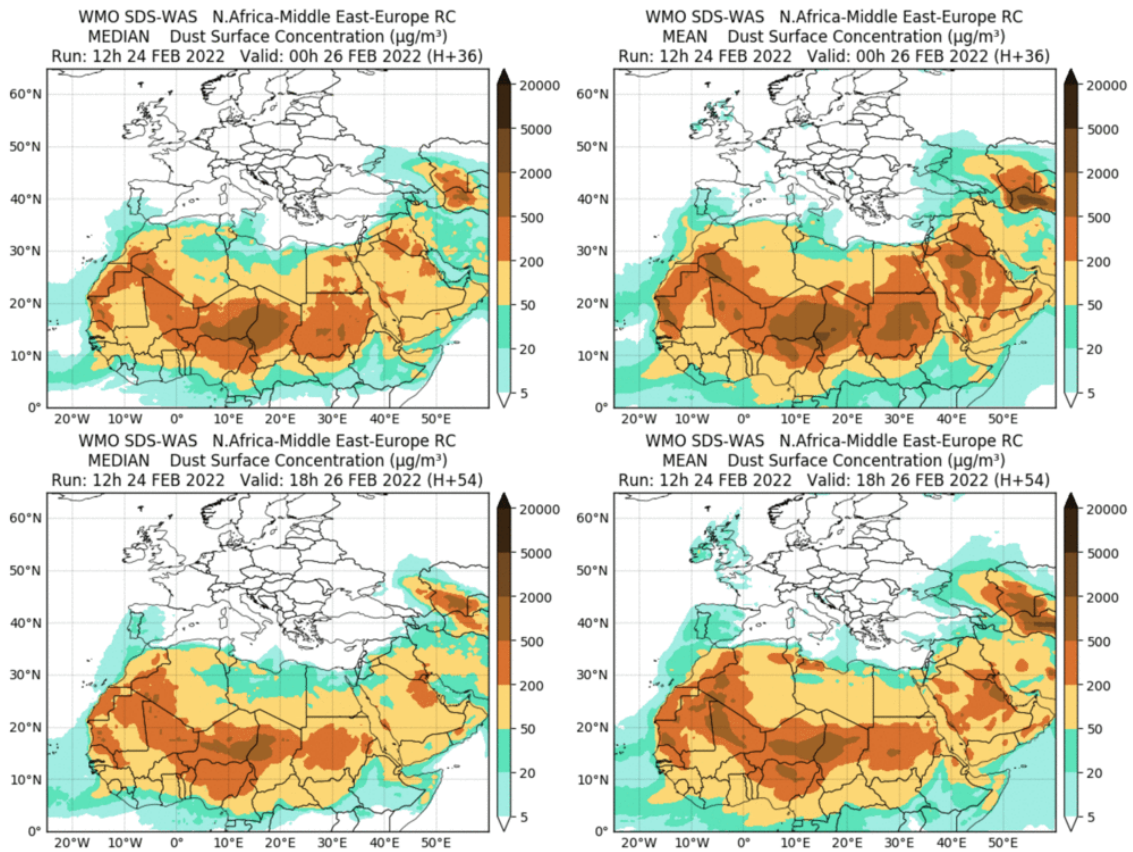 WMO SDS-WAS N.Africa-Middle East-Europe RC
MEDIAN Dust Surface Concentration (µg/m³)
Run: 12h 24 FEB 2022 Valid: 00h 26 FEB 2022 (H+36)
60°N
50°N
40°N
30°N
20°N
10°N
0°
20°W
10°W
0°
10°E
20°E
30°E
40°E
50°E
20000
5000
2000
500
200
50
20
5
WMO SDS-WAS N.Africa-Middle East-Europe RC
MEAN Dust Surface Concentration (µg/m³)
Run: 12h 24 FEB 2022 Valid: 00h 26 FEB 2022 (H+36)
60°N
50°N
40°N
30°N
20°N
10°N
0°
20°W
10°W
0°
10°E
20°E
30°E
40°E
50°E
20000
5000
2000
500
200
50
20
5
WMO SDS-WAS N.Africa-Middle East-Europe RC
MEDIAN Dust Surface Concentration (µg/m³)
Run: 12h 24 FEB 2022 Valid: 18h 26 FEB 2022 (H+54)
60°N
50°N
40°N
30°N
20°N
10°N
0°
20°W
10°W
0°
10°E
20°E
30°E
40°E
50°E
20000
5000
2000
500
200
50
20
5
WMO SDS-WAS N.Africa-Middle East-Europe RC
MEAN Dust Surface Concentration (µg/m³)
Run: 12h 24 FEB 2022 Valid: 18h 26 FEB 2022 (H+54)
60°N
50°N
40°N
30°N
20°N
10°N
0°
20°W
10°W
0°
10°E
20°E
30°E
40°E
50°E
20000
5000
2000
500
200
50
20
5